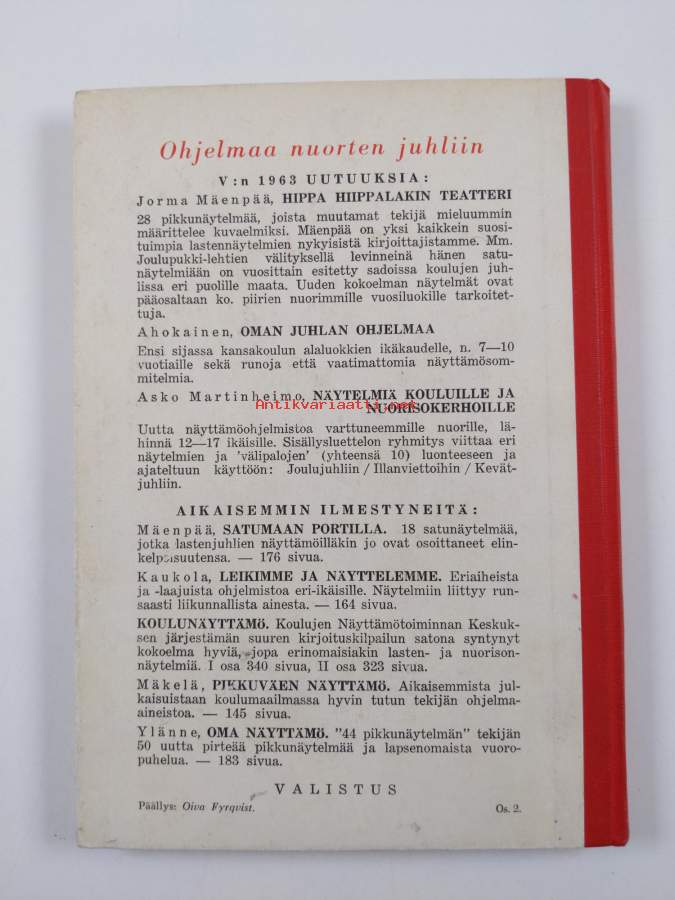 Ohjelmaa nuorten juhliin
V:n 1963 UUTUUKSIA:
Jorma Mäenpää, HIPPA HIIPPALAKIN TEATTERI
28 pikkunäytelmää, joista muutamat tekijä mieluummin
määrittelee kuvaelmiksi. Mäenpää on yksi kaikkein suosi-
tuimpia lastennäytelmien nykyisistä kirjoittajistamme. Mm.
Joulupukki-lehtien välityksellä levinneinä hänen satu-
näytelmiään on vuosittain esitetty sadoissa koulujen juh-
lissa eri puolille maata. Uuden kokoelman näytelmät ovat
pääosaltaan ko. piirien nuorimmille vuosiluokille tarkoitet-
tuja.
Ahokainen, OMAN JUHLAN OHJELMAA
Ensi sijassa kansakoulun alaluokkien ikäkaudelle, n. 7—10
vuotiaille sekä runoja että vaatimattomia näyttämösom-
mitelmia.
Asko Martinheimo, NÄYTELMIÄ KOULUILLE JA
Antikvariaatti.net
NUORISOKERHOILLE
Uutta näyttämöohjelmistoa varttuneemmille nuorille, lä-
hinnä 12—17 ikäisille. Sisällysluettelon ryhmitys viittaa eri
näytelmien ja 'välipalojen' (yhteensä 10) luonteeseen ja
ajateltuun käyttöön: Joulujuhliin / Illanviettoihin / Kevät-
juhliin.
AIKAISEMMIN ILMESTYNEITÄ:
Mäenpää, SATUMAAN PORTILLA. 18 satunäytelmää,
jotka lastenjuhlien näyttämöilläkin jo ovat osoittaneet elin-
kelpoisuutensa. — 176 sivua.
Kaukola, LEIKIMME JA NÄYTTELEMME. Eriaiheista
ja -laajuista ohjelmistoa eri-ikäisille. Näytelmiin liittyy run-
saasti liikunnallista ainesta. — 164 sivua.
KOULUNÄYTTÄMÖ. Koulujen Näyttämötoiminnan Keskuk-
sen järjestämän suuren kirjoituskilpailun satona syntynyt
kokoelma hyviä, jopa erinomaisiakin lasten- ja nuorison-
näytelmiä. I osa 340 sivua, II osa 323 sivua.
Mäkelä, PIKKUVÄEN NÄYTTÄMÖ. Aikaisemmista jul-
kaisuistaan koulumaailmassa hyvin tutun tekijän ohjelma-
aineistoa. — 145 sivua.
Ylänne, OMA NÄYTTÄMÖ. "44 pikkunäytelmän" tekijän
50 uutta pirteää pikkunäytelmää ja lapsenomaista vuoro-
puhelua. — 183 sivua.
VALISTUS
Päällys: Oiva Fyrqvist. Os. 2.